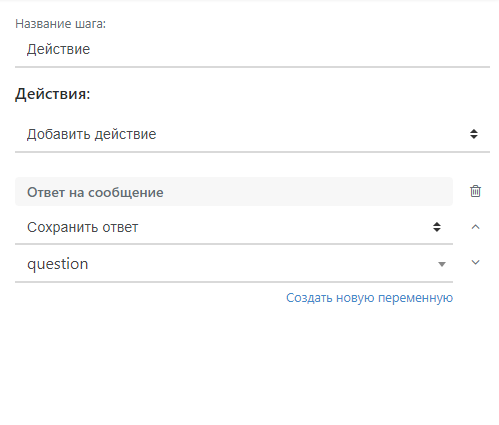 Название шага:
Действие
Действия:
Добавить действие
Ответ на сообщение
Сохранить ответ
question
Создать новую переменную